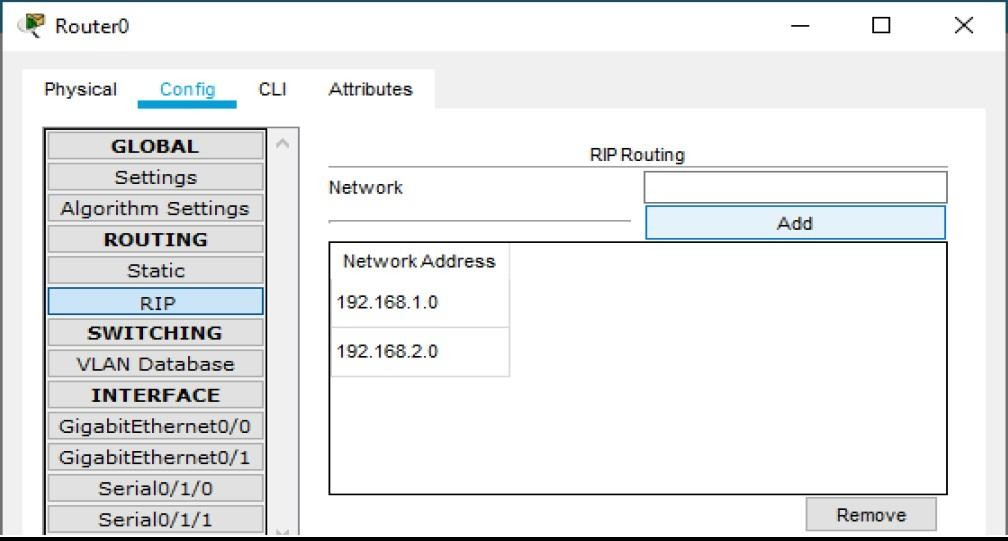 Router0
Physical Config CLI Attributes
GLOBAL
Settings
Algorithm Settings
ROUTING
Static
RIP
SWITCHING
VLAN Database
INTERFACE
GigabitEthernet0/0
GigabitEthernet0/1
Serial0/1/0
Serial0/1/1
RIP Routing
Network
Add
Network Address
192.168.1.0
192.168.2.0
Remove